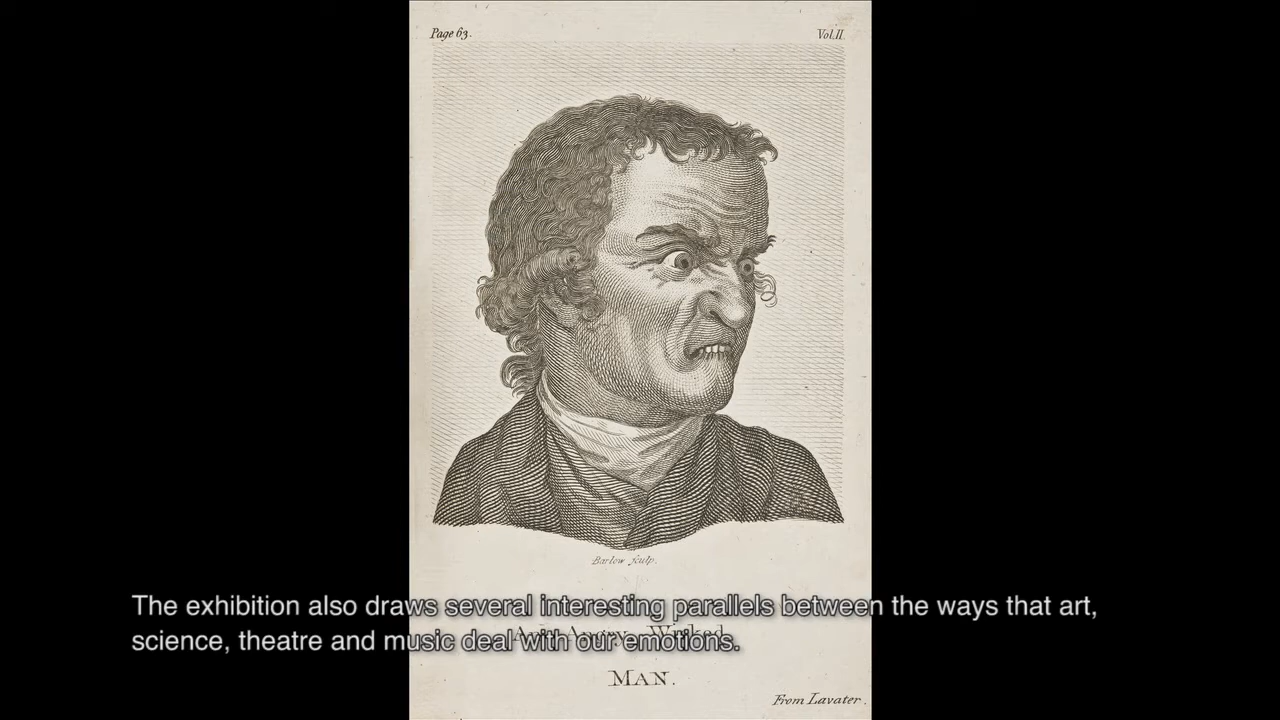 Page 63.
Vol.II.
Barlow sculp.
The exhibition also draws several interesting parallels between the ways that art,
science, theatre and music deal with our emotions.
MAN.
From Lavater.